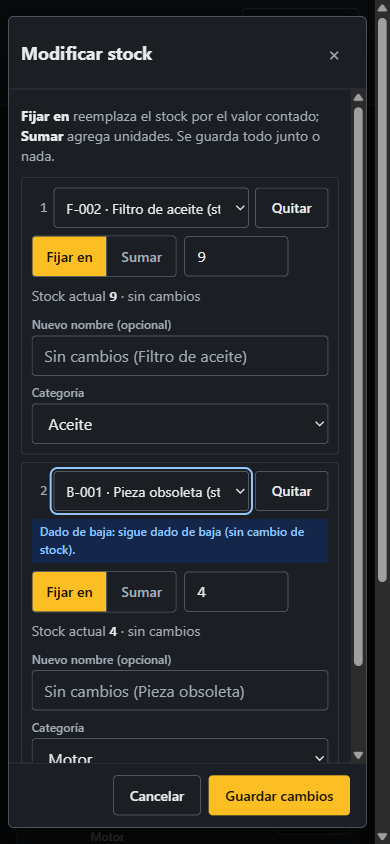 Modificar stock
×
Fijar en reemplaza el stock por el valor contado;
Sumar agrega unidades. Se guarda todo junto o
nada.
1 F-002 · Filtro de aceite (st Quitar
Fijar en Sumar 9
Stock actual 9 · sin cambios
Nuevo nombre (opcional)
Sin cambios (Filtro de aceite)
Categoría
Aceite
2 B-001 · Pieza obsoleta (st Quitar
Dado de baja: sigue dado de baja (sin cambio de
stock).
Fijar en Sumar 4
Stock actual 4 · sin cambios
Nuevo nombre (opcional)
Sin cambios (Pieza obsoleta)
Categoría
Motor
Cancelar Guardar cambios
Motor